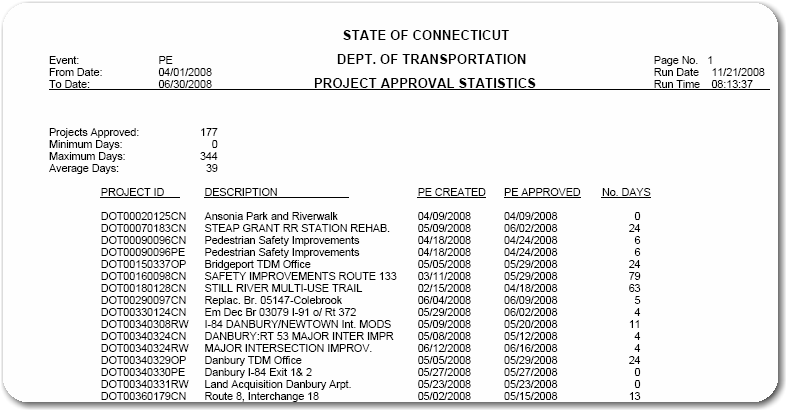 STATE OF CONNECTICUT
Event: PE DEPT. OF TRANSPORTATION Page No. 1
From Date: 04/01/2008 Run Date 11/21/2008
To Date: 06/30/2008 PROJECT APPROVAL STATISTICS Run Time 08:13:37
Projects Approved: 177
Minimum Days: 0
Maximum Days: 344
Average Days: 39
PROJECT ID DESCRIPTION PE CREATED PE APPROVED No. DAYS
DOT00020125CN Ansonia Park and Riverwalk 04/09/2008 04/09/2008 0
DOT00070183CN STEAP GRANT RR STATION REHAB. 05/09/2008 06/02/2008 24
DOT00090096CN Pedestrian Safety Improvements 04/18/2008 04/24/2008 6
DOT00090096PE Pedestrian Safety Improvements 04/18/2008 04/24/2008 6
DOT00150337OP Bridgeport TDM Office 05/05/2008 05/29/2008 24
DOT00160098CN SAFETY IMPROVEMENTS ROUTE 133 03/11/2008 05/29/2008 79
DOT00180128CN STILL RIVER MULTI-USE TRAIL 02/15/2008 04/18/2008 63
DOT00290097CN Replac. Br. 05147-Colebrook 06/04/2008 06/09/2008 5
DOT00330124CN Em Dec Br 03079 I-91 o/ Rt 372 05/29/2008 06/02/2008 4
DOT00340308RW I-84 DANBURY/NEWTOWN Int. MODS 05/09/2008 05/20/2008 11
DOT00340324CN DANBURY:RT 53 MAJOR INTER IMPR 05/08/2008 05/12/2008 4
DOT00340324RW MAJOR INTERSECTION IMPROV. 06/12/2008 06/16/2008 4
DOT00340329OP Danbury TDM Office 05/05/2008 05/29/2008 24
DOT00340330PE Danbury I-84 Exit 1& 2 05/27/2008 05/27/2008 0
DOT00340331RW Land Acquisition Danbury Arpt. 05/23/2008 05/23/2008 0
DOT00360179CN Route 8, Interchange 18 05/02/2008 05/15/2008 13